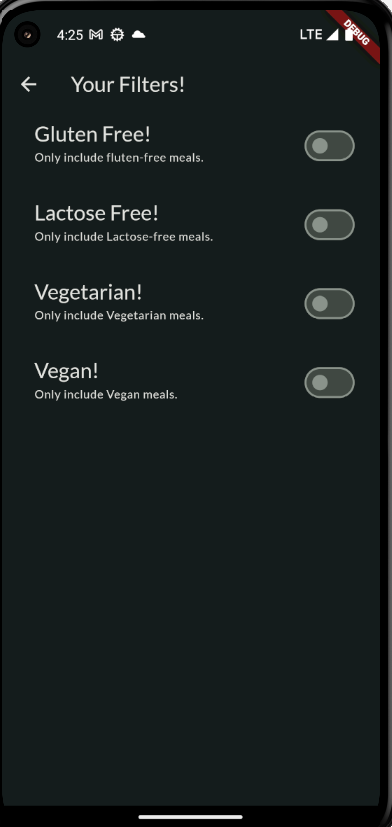 4:25
LTE
DEBUG
Your Filters!
Gluten Free!
Only include fluten-free meals.
Lactose Free!
Only include Lactose-free meals.
Vegetarian!
Only include Vegetarian meals.
Vegan!
Only include Vegan meals.